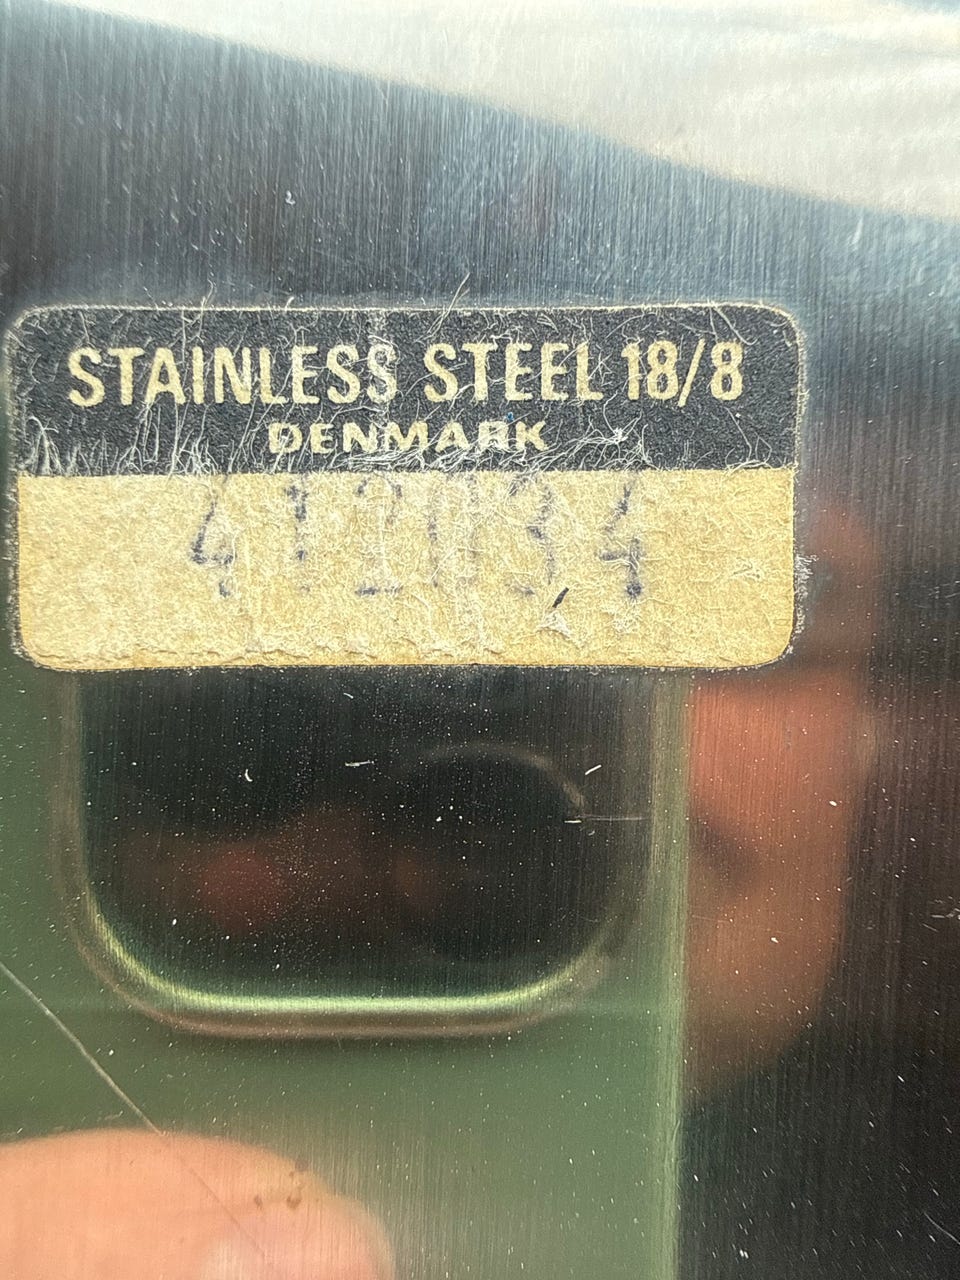 STAINLESS STEEL 18/8
DENMARK